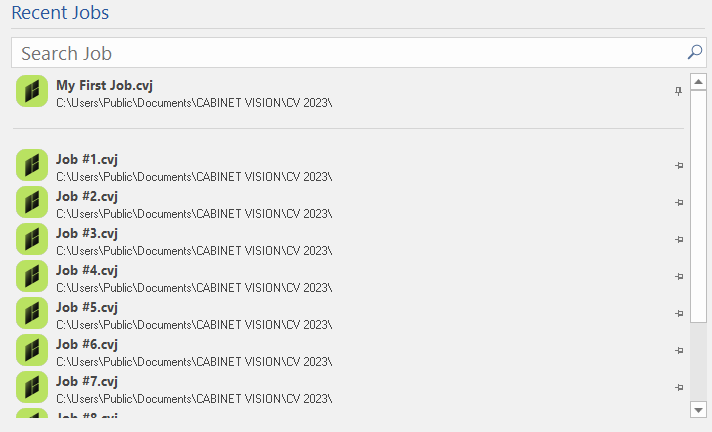 Recent Jobs
Search Job
My First Job.cvj
C:\Users\Public\Documents\CABINET VISION\CV 2023\
Job #1.cvj
C:\Users\Public\Documents\CABINET VISION\CV 2023\
Job #2.cvj
C:\Users\Public\Documents\CABINET VISION\CV 2023\
Job #3.cvj
C:\Users\Public\Documents\CABINET VISION\CV 2023\
Job #4.cvj
C:\Users\Public\Documents\CABINET VISION\CV 2023\
Job #5.cvj
C:\Users\Public\Documents\CABINET VISION\CV 2023\
Job #6.cvj
C:\Users\Public\Documents\CABINET VISION\CV 2023\
Job #7.cvj
C:\Users\Public\Documents\CABINET VISION\CV 2023\
Job #8.cvj